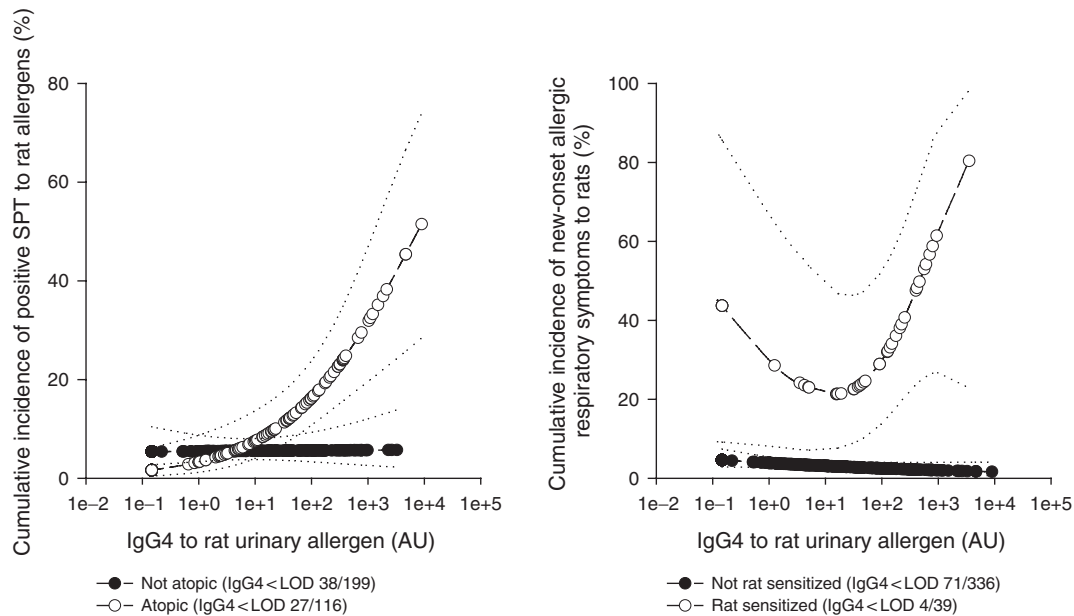 Cumulative incidence of positive SPT to rat allergens (%)
80
60
40
20
0
1e−2 1e−1 1e+0 1e+1 1e+2 1e+3 1e+4 1e+5
IgG4 to rat urinary allergen (AU)
Not atopic (IgG4<LOD 38/199)
Atopic (IgG4<LOD 27/116)
Cumulative incidence of new-onset allergic
respiratory symptoms to rats (%)
100
80
60
40
20
0
1e−2 1e−1 1e+0 1e+1 1e+2 1e+3 1e+4 1e+5
IgG4 to rat urinary allergen (AU)
Not rat sensitized (IgG4<LOD 71/336)
Rat sensitized (IgG4<LOD 4/39)